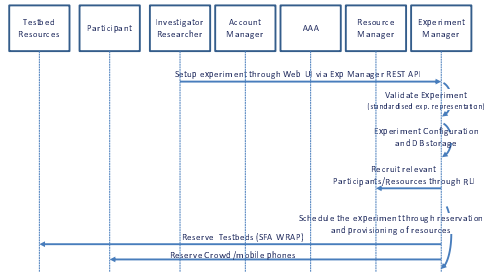 Testbed
Resources
Participant
Investigator
Researcher
Account
Manager
AAA
Resource
Manager
Experiment
Manager
Setup experiment through Web UI via Exp Manager REST API
Validate Experiment
(standardised exp. representation)
Experiment Configuration
and DB storage
Recruit relevant
Participants/Resources through RU
Schedule the experiment through reservation
and provisioning of resources
Reserve Testbeds (SFA WRAP)
Reserve Crowd /mobile phones